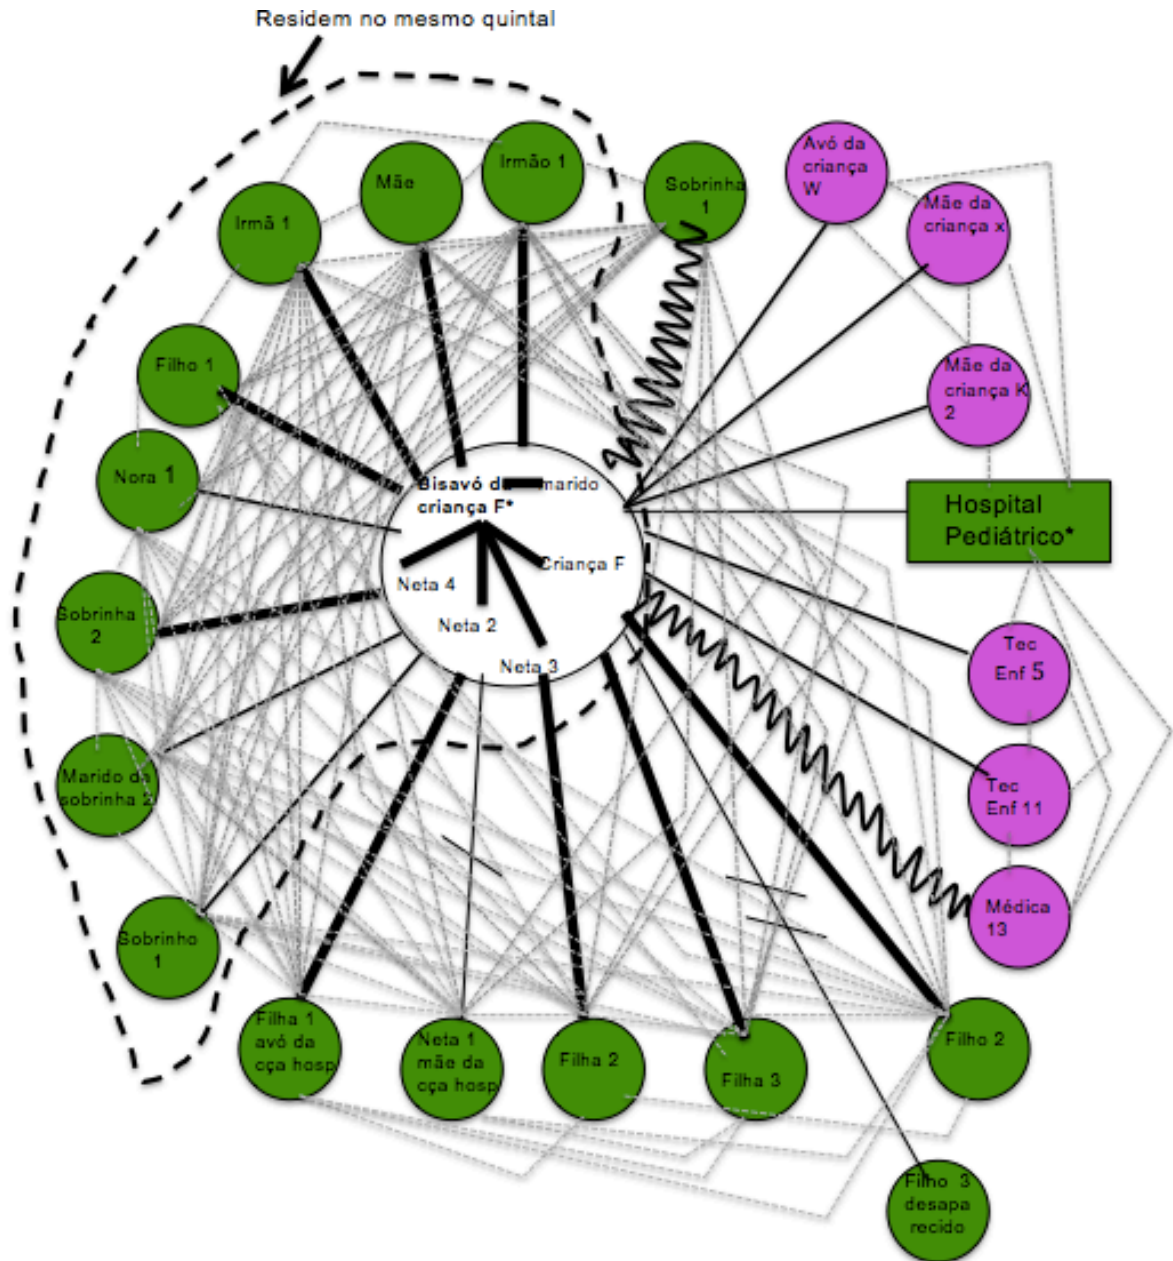 Residem no mesmo quintal
Irmão 1
Mãe
Irmã 1
Sobrinha
1
Avó da
criança
W
Mãe da
criança x
Mãe da
criança K
2
Filho 1
Nora 1
Bisavó da
criança F*
marido
Criança F
Neta 4
Neta 2
Neta 3
Hospital
Pediátrico*
Sobrinha
2
Tec
Enf 5
Marido da
sobrinha 2
Tec
Enf 11
Médica
13
Sobrinho
1
Filha 1
avó da
cça hosp
Neta 1
mãe da
cça hosp
Filha 2
Filha 3
Filho 2
Filho 3
desapa
recido